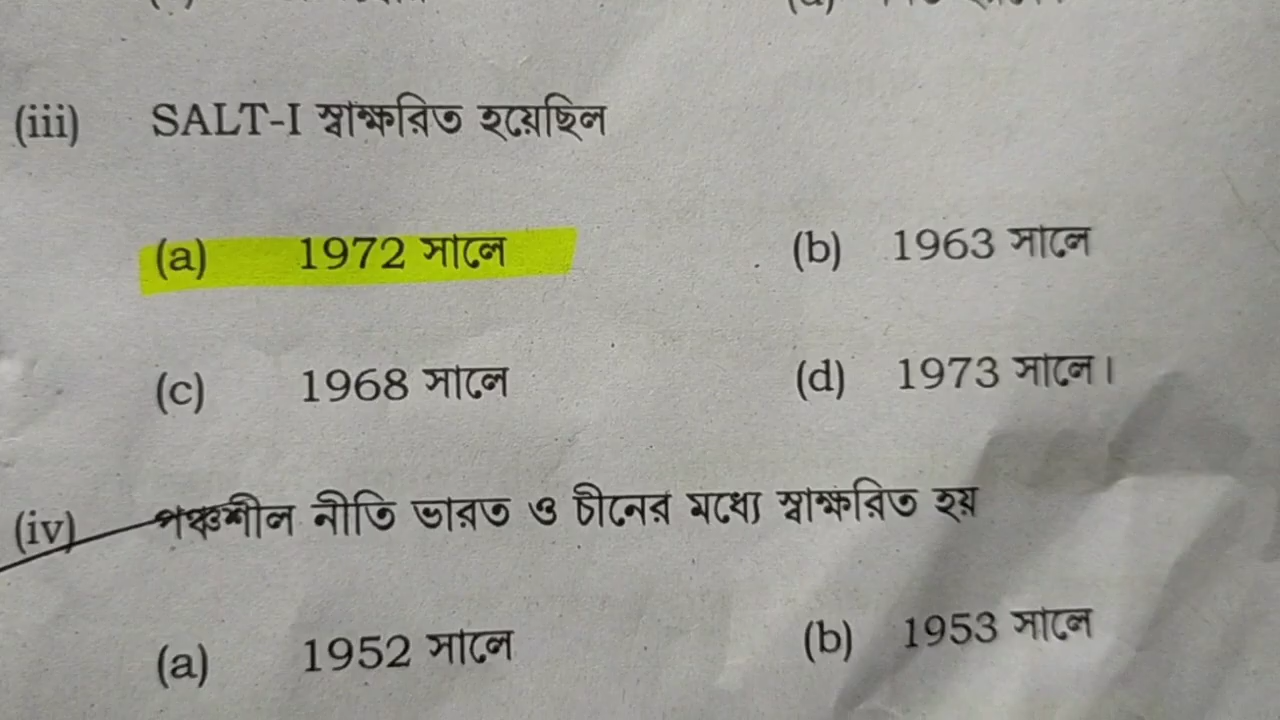 (iii) SALT-I স্বাক্ষরিত হয়েছিল
(a) 1972 সালে (b) 1963 সালে
(c) 1968 সালে (d) 1973 সালে।
(iv) পঞ্চশীল নীতি ভারত ও চীনের মধ্যে স্বাক্ষরিত হয়
(a) 1952 সালে (b) 1953 সালে